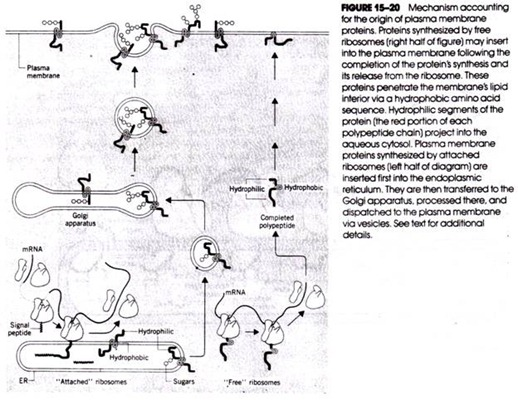 FIGURE 15–20 Mechanism accounting
for the origin of plasma membrane
proteins. Proteins synthesized by free
ribosomes (right half of figure) may insert
into the plasma membrane following the
completion of the protein's synthesis and
its release from the ribosome. These
proteins penetrate the membrane's lipid
interior via a hydrophobic amino acid
sequence. Hydrophilic segments of the
protein (the red portion of each
polypeptide chain) project into the
aqueous cytosol. Plasma membrane
proteins synthesized by attached
ribosomes (left half of diagram) are
inserted first into the endoplasmic
reticulum. They are then transferred to the
Golgi apparatus, processed there, and
dispatched to the plasma membrane
via vesicles. See text for additional
details.
Plasma
membrane
Hydrophilic
Hydrophobic
Golgi
apparatus
Completed
polypeptide
mRNA
mRNA
Signal
peptide
Hydrophilic
Hydrophobic
ER
"Attached" ribosomes
Sugars
"Free" ribosomes